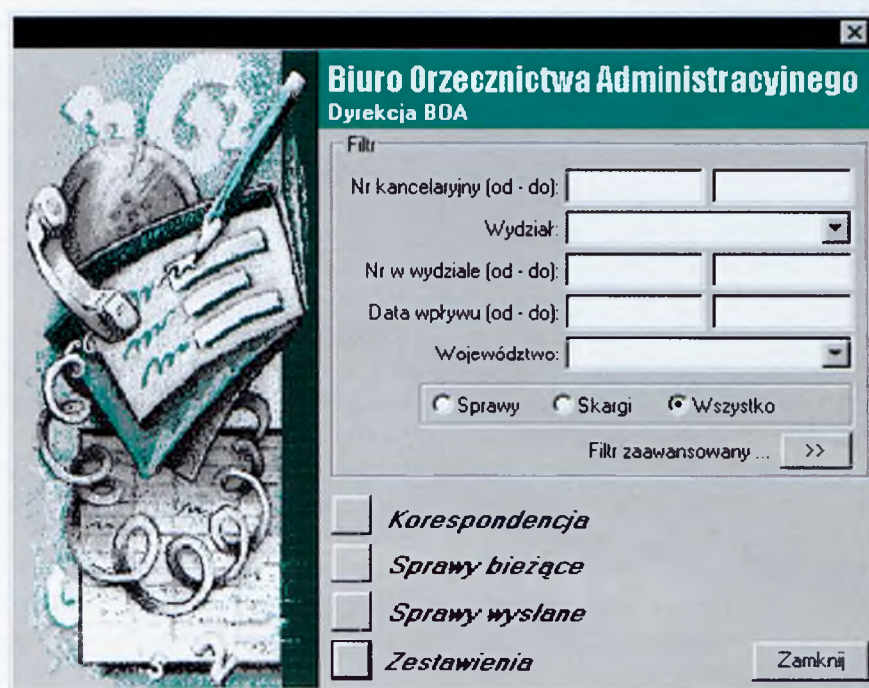 Biuro Orzecznictwa Administracyjnego
Dyrekcja BOA
Filtr
Nr kancelaryjny (od - do):
Wydział:
Nr w wydziale (od - do):
Data wpływu (od - do):
Województwo:
Sprawy Skargi Wszystko
Filtr zaawansowany ... >>
Korespondencja
Sprawy bieżące
Sprawy wysłane
Zestawienia
Zamknij